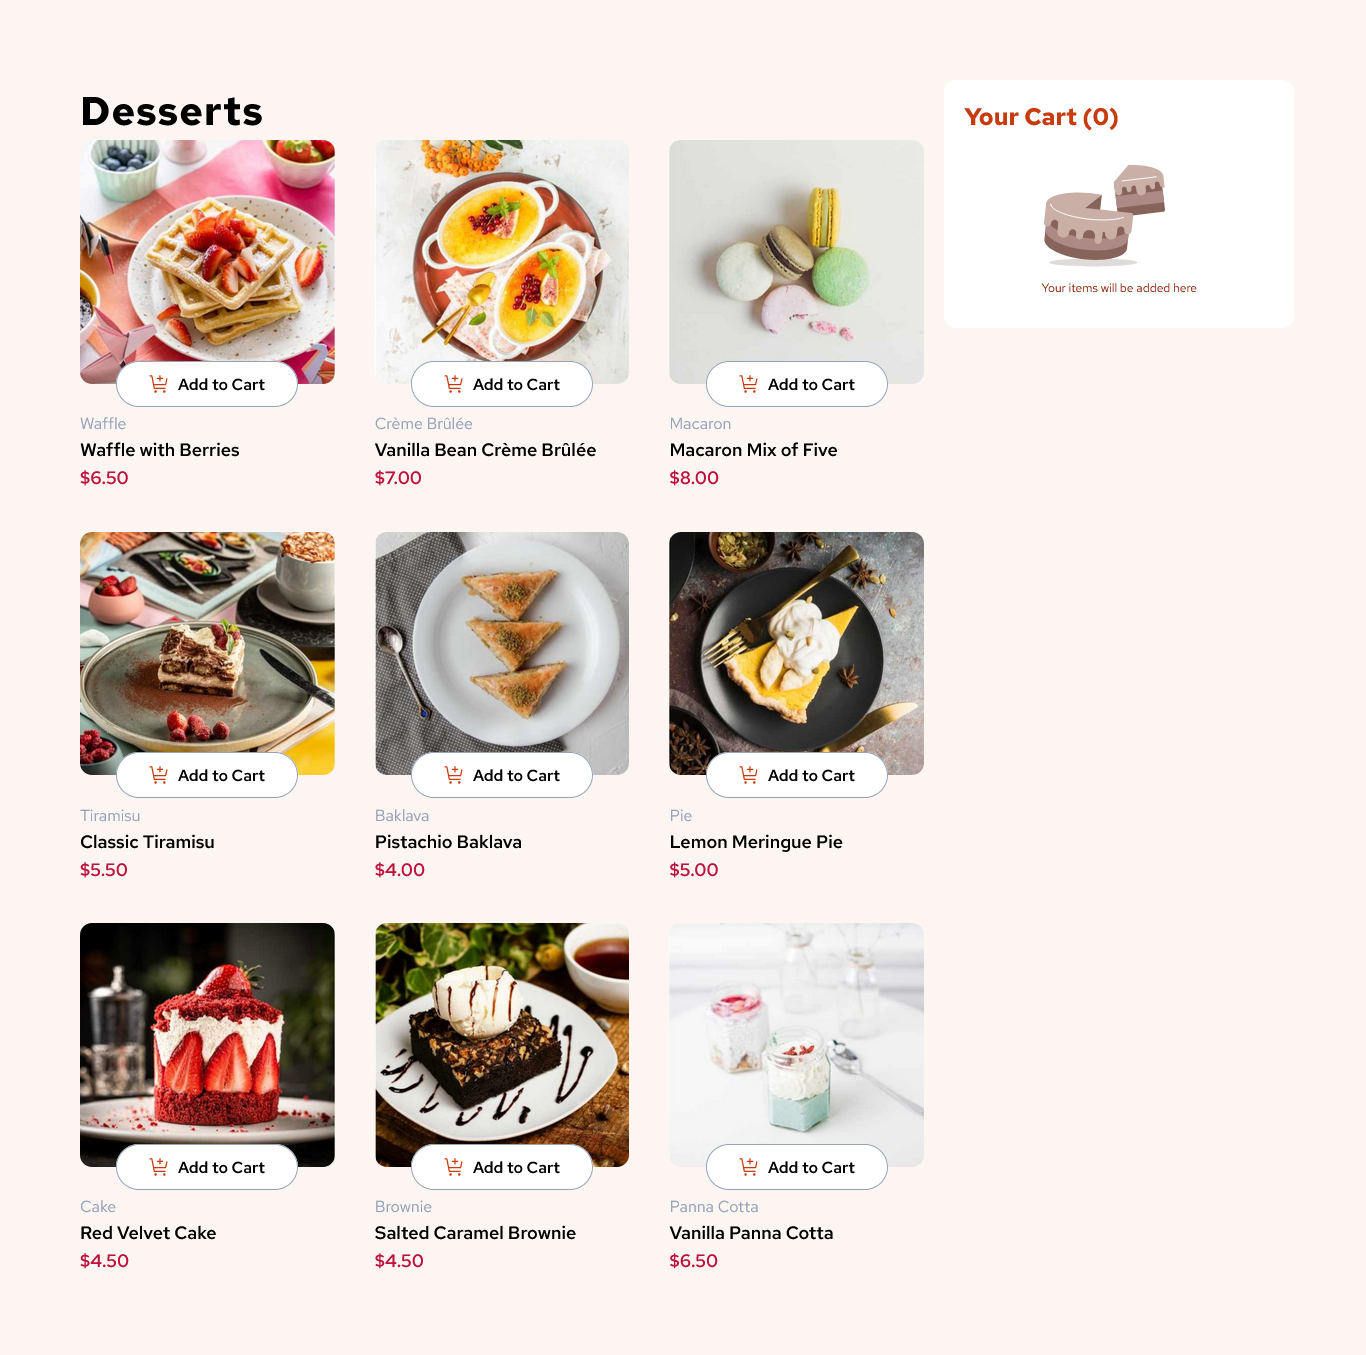 Desserts
Add to Cart
Waffle
Waffle with Berries
$6.50
Add to Cart
Crème Brûlée
Vanilla Bean Crème Brûlée
$7.00
Add to Cart
Macaron
Macaron Mix of Five
$8.00
Add to Cart
Tiramisu
Classic Tiramisu
$5.50
Add to Cart
Baklava
Pistachio Baklava
$4.00
Add to Cart
Pie
Lemon Meringue Pie
$5.00
Add to Cart
Cake
Red Velvet Cake
$4.50
Add to Cart
Brownie
Salted Caramel Brownie
$4.50
Add to Cart
Panna Cotta
Vanilla Panna Cotta
$6.50
Your Cart (0)
Your items will be added here